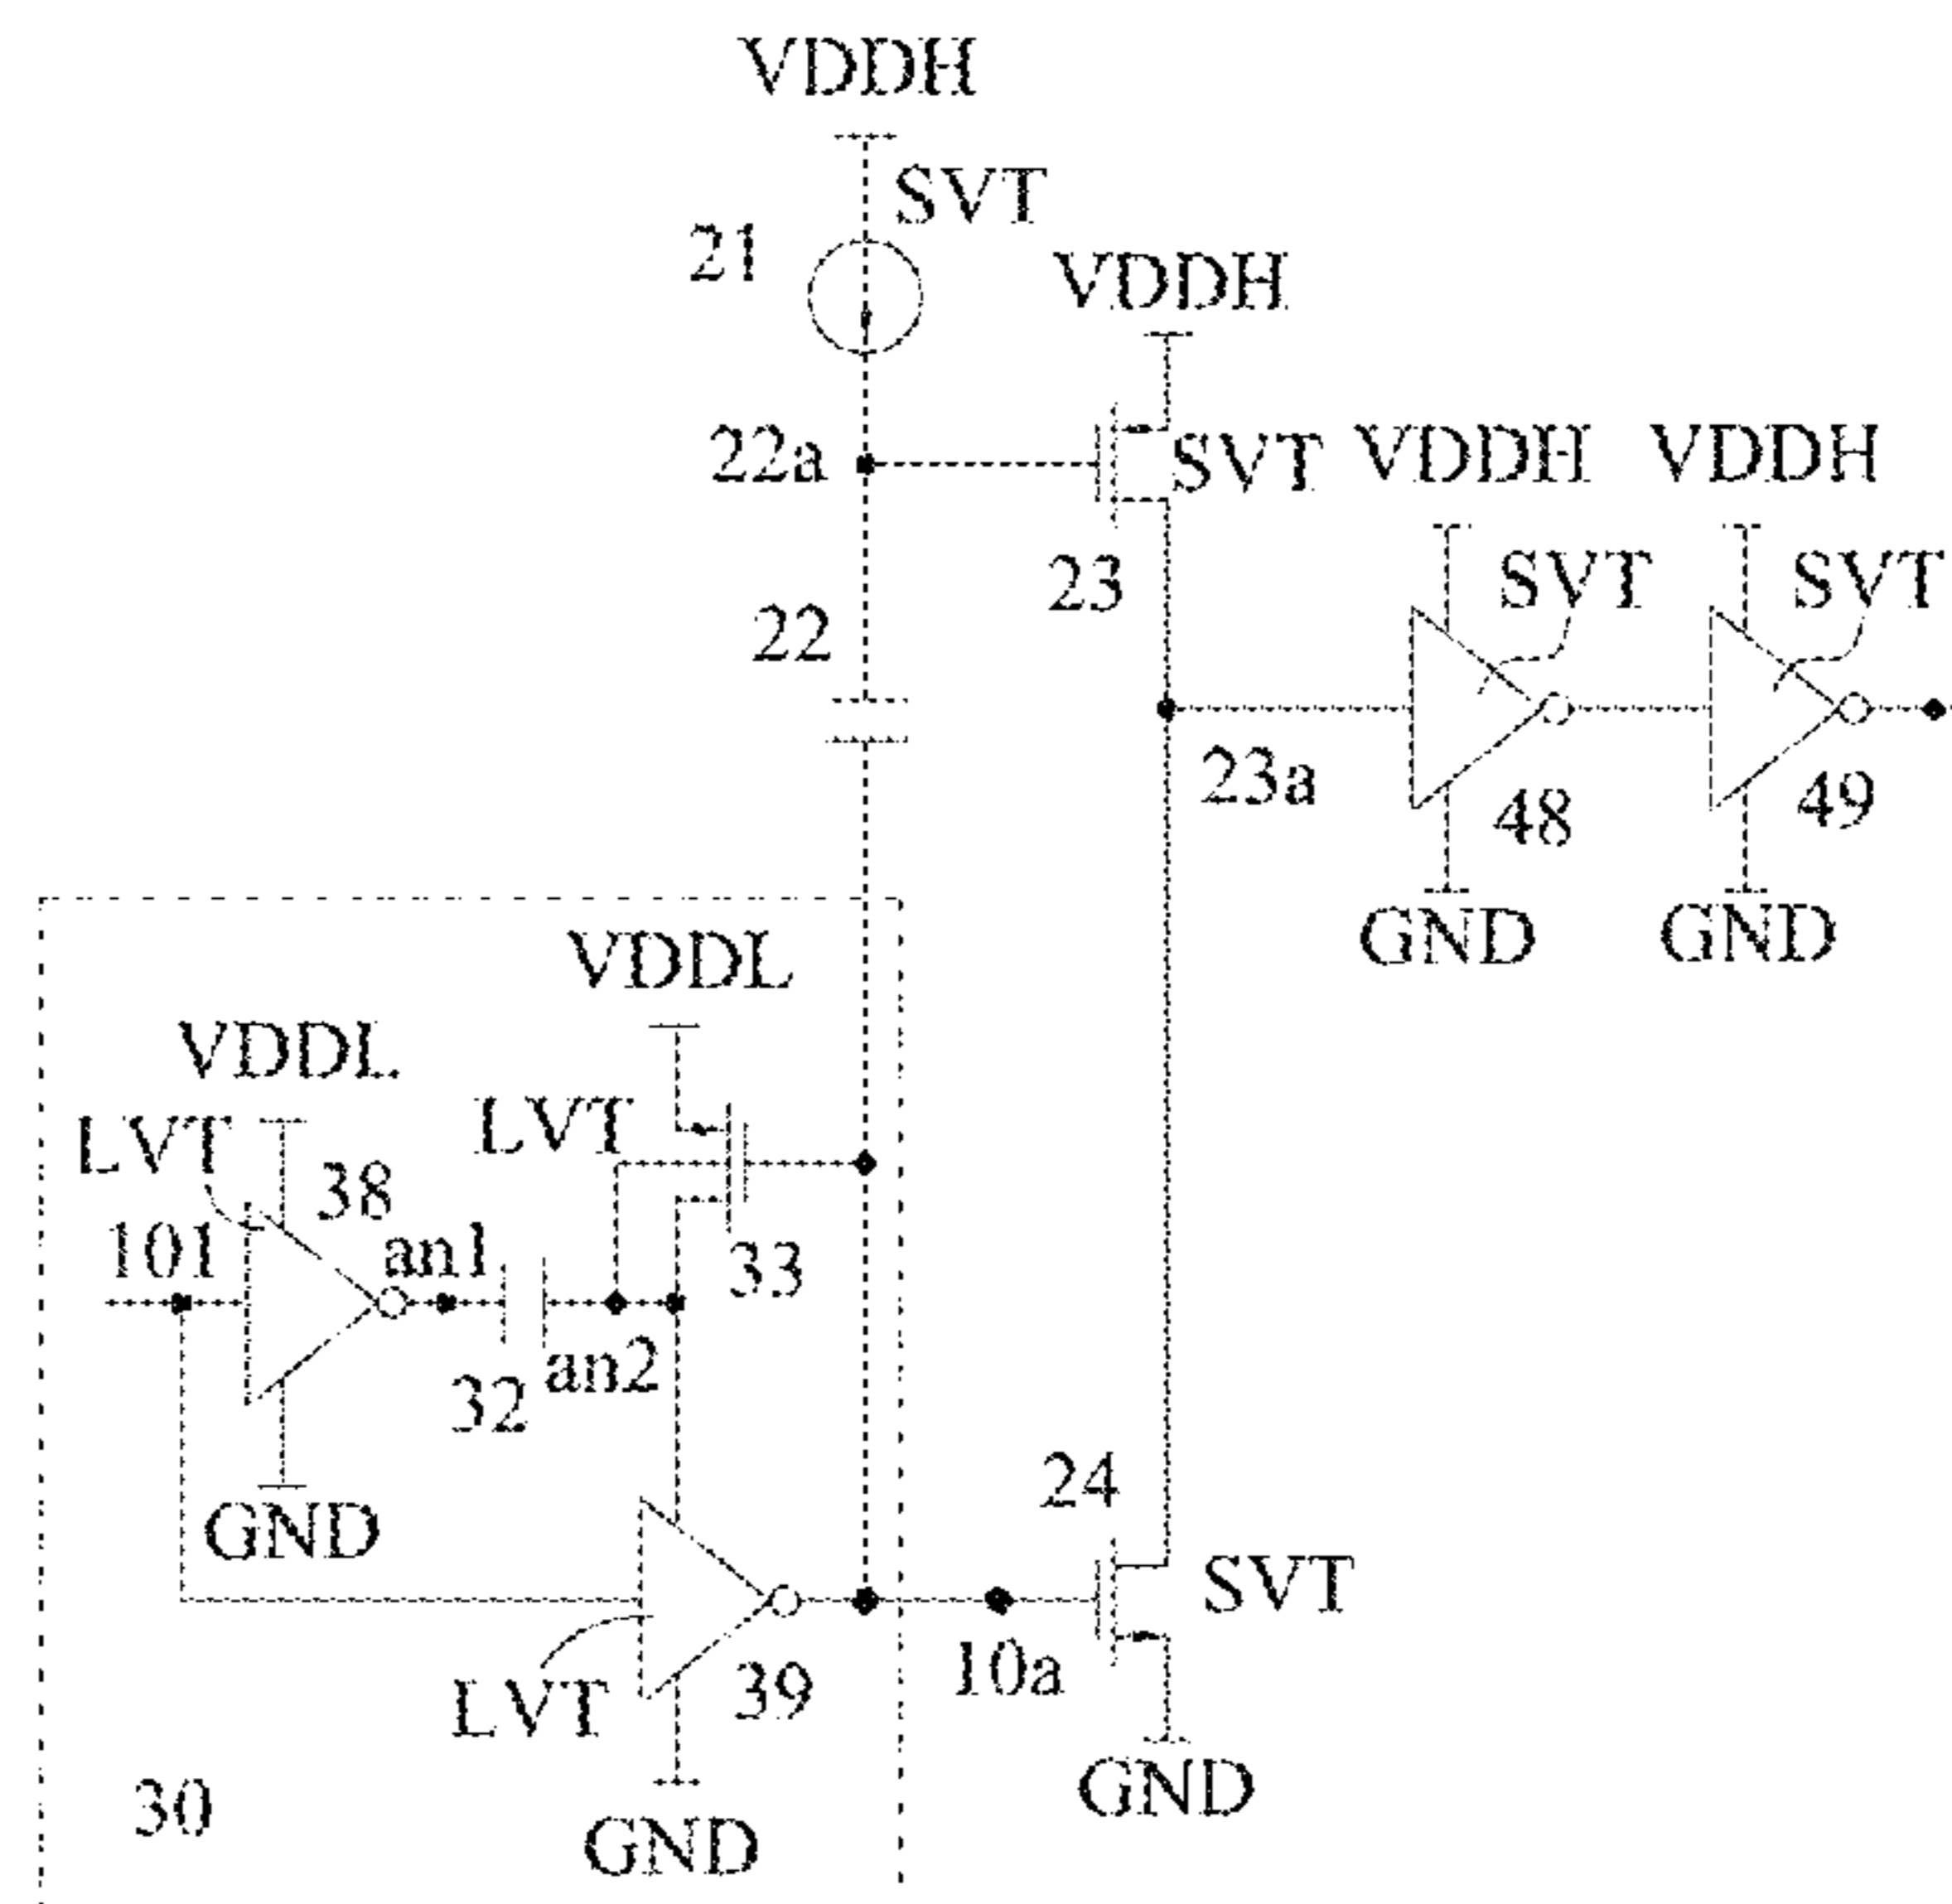 VDDH
SVT
21
VDDH
22a
SVT
VDDH
VDDH
23
SVT
SVT
22
23a
48
49
GND
GND
VDDL
VDDL
LVT
LVT
38
101
an1
33
an2
32
24
GND
SVT
39
10a
LVT
GND
30
GND